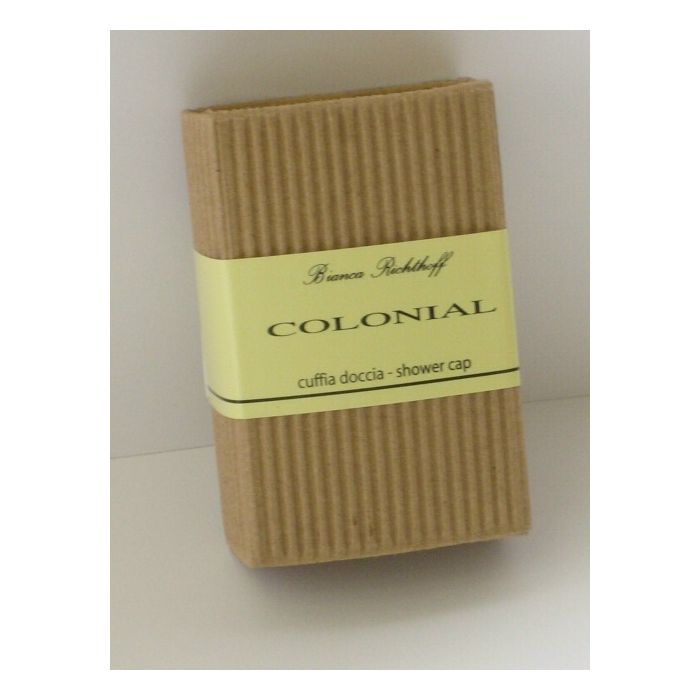 Bianca Richthoff
COLONIAL
cuffia doccia - shower cap